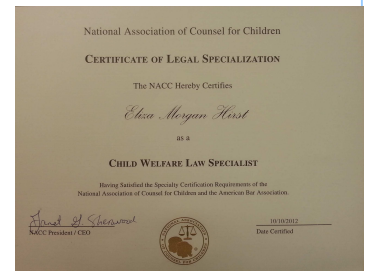 National Association of Counsel for Children
CERTIFICATE OF LEGAL SPECIALIZATION
The NACC Hereby Certifies
Eliza Morgan Hirst
as a
CHILD WELFARE LAW SPECIALIST
Having Satisfied the Specialty Certification Requirements of the
National Association of Counsel for Children and the American Bar Association.
Janet G Sherwood
NACC President / CEO
10/10/2012
Date Certified